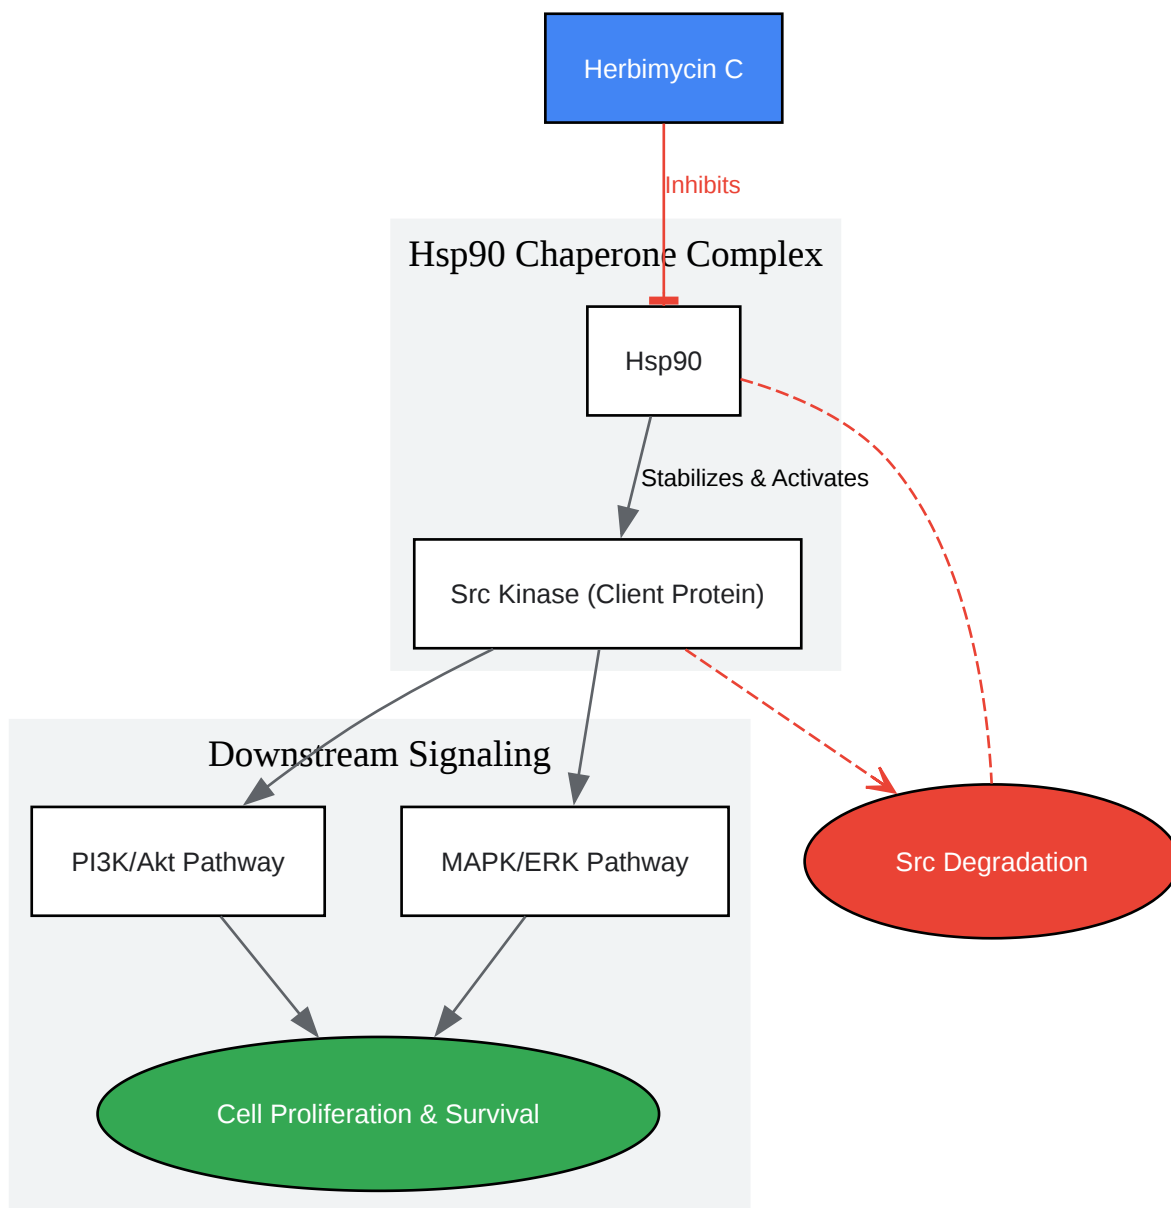 Herbimycin C
Inhibits
Hsp90 Chaperone Complex
Hsp90
Stabilizes & Activates
Src Kinase (Client Protein)
Downstream Signaling
PI3K/Akt Pathway
MAPK/ERK Pathway
Src Degradation
Cell Proliferation & Survival